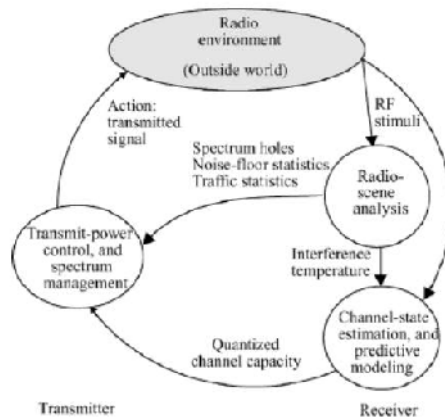 Radio
environment
(Outside world)
Action:
transmitted
signal
RF
stimuli
Spectrum holes
Noise-floor statistics
Traffic statistics
Radio-
scene
analysis
Transmit-power
control, and
spectrum
management
Interference
temperature
Channel-state
estimation, and
predictive
modeling
Quantized
channel capacity
Transmitter
Receiver